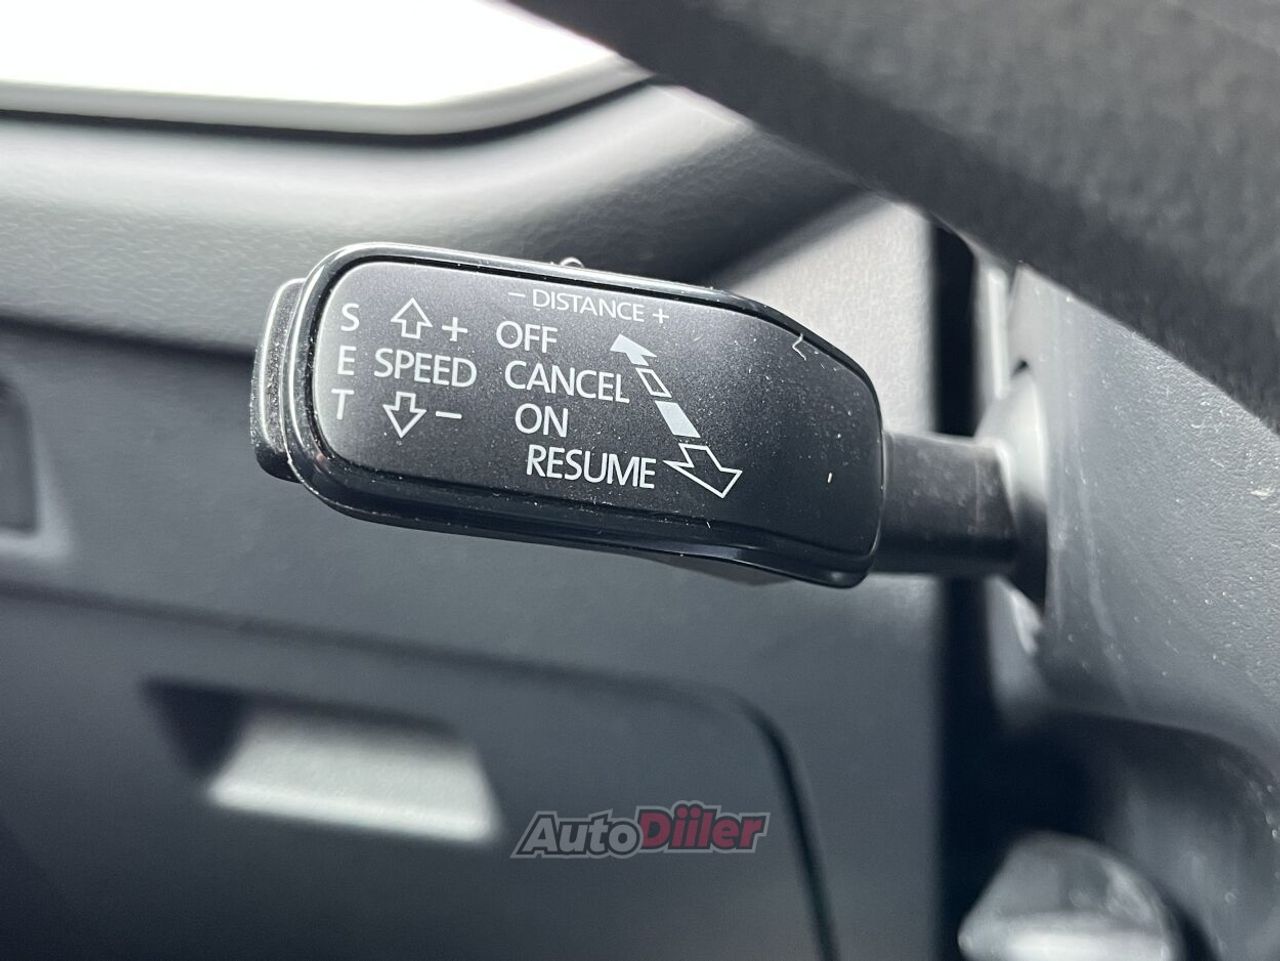 − DISTANCE +
S + OFF
E SPEED CANCEL
T − ON
RESUME
AutoDiiler